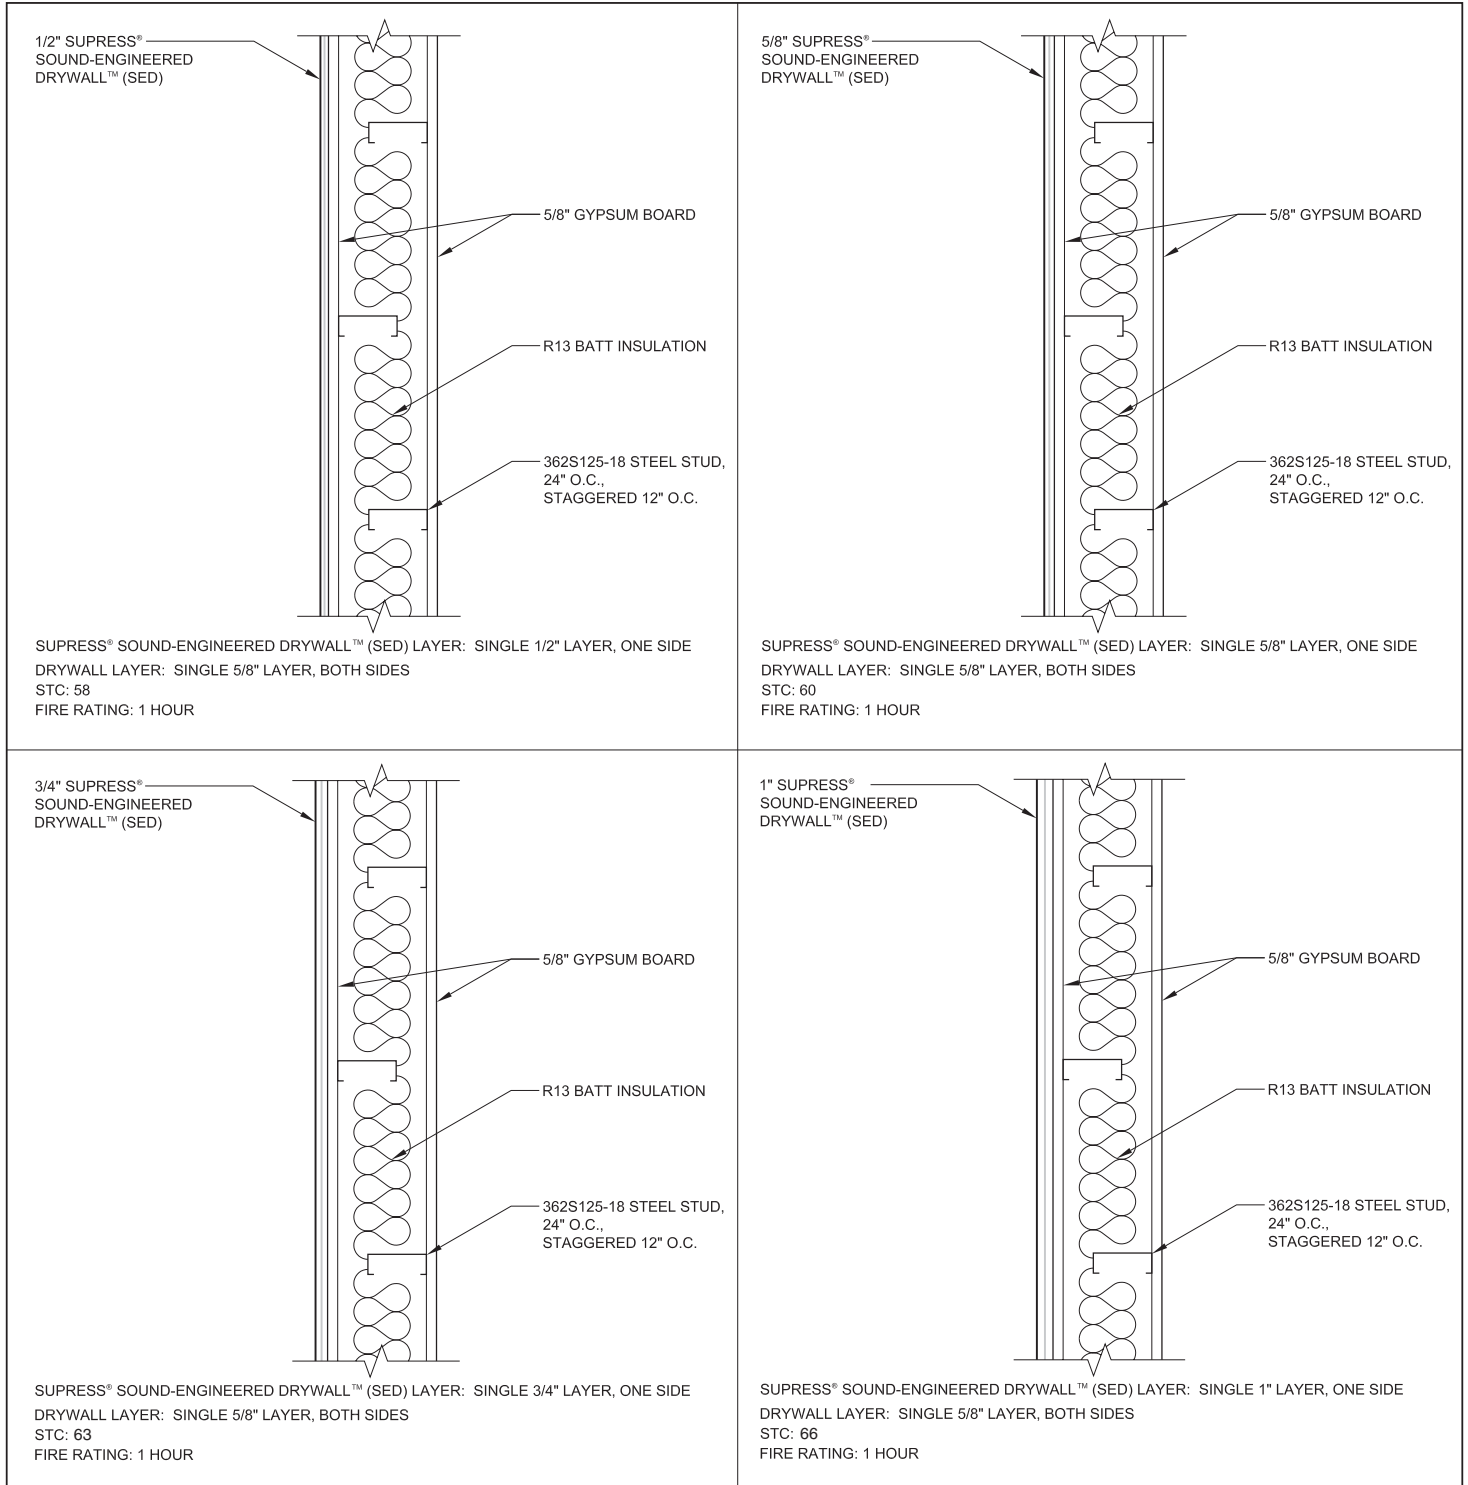 1/2" SUPRESS®
SOUND-ENGINEERED
DRYWALL™ (SED)
5/8" GYPSUM BOARD
R13 BATT INSULATION
362S125-18 STEEL STUD,
24" O.C.,
STAGGERED 12" O.C.
SUPRESS® SOUND-ENGINEERED DRYWALL™ (SED) LAYER: SINGLE 1/2" LAYER, ONE SIDE
DRYWALL LAYER: SINGLE 5/8" LAYER, BOTH SIDES
STC: 58
FIRE RATING: 1 HOUR
5/8" SUPRESS®
SOUND-ENGINEERED
DRYWALL™ (SED)
5/8" GYPSUM BOARD
R13 BATT INSULATION
362S125-18 STEEL STUD,
24" O.C.,
STAGGERED 12" O.C.
SUPRESS® SOUND-ENGINEERED DRYWALL™ (SED) LAYER: SINGLE 5/8" LAYER, ONE SIDE
DRYWALL LAYER: SINGLE 5/8" LAYER, BOTH SIDES
STC: 60
FIRE RATING: 1 HOUR
3/4" SUPRESS®
SOUND-ENGINEERED
DRYWALL™ (SED)
5/8" GYPSUM BOARD
R13 BATT INSULATION
362S125-18 STEEL STUD,
24" O.C.,
STAGGERED 12" O.C.
SUPRESS® SOUND-ENGINEERED DRYWALL™ (SED) LAYER: SINGLE 3/4" LAYER, ONE SIDE
DRYWALL LAYER: SINGLE 5/8" LAYER, BOTH SIDES
STC: 63
FIRE RATING: 1 HOUR
1" SUPRESS®
SOUND-ENGINEERED
DRYWALL™ (SED)
5/8" GYPSUM BOARD
R13 BATT INSULATION
362S125-18 STEEL STUD,
24" O.C.,
STAGGERED 12" O.C.
SUPRESS® SOUND-ENGINEERED DRYWALL™ (SED) LAYER: SINGLE 1" LAYER, ONE SIDE
DRYWALL LAYER: SINGLE 5/8" LAYER, BOTH SIDES
STC: 66
FIRE RATING: 1 HOUR